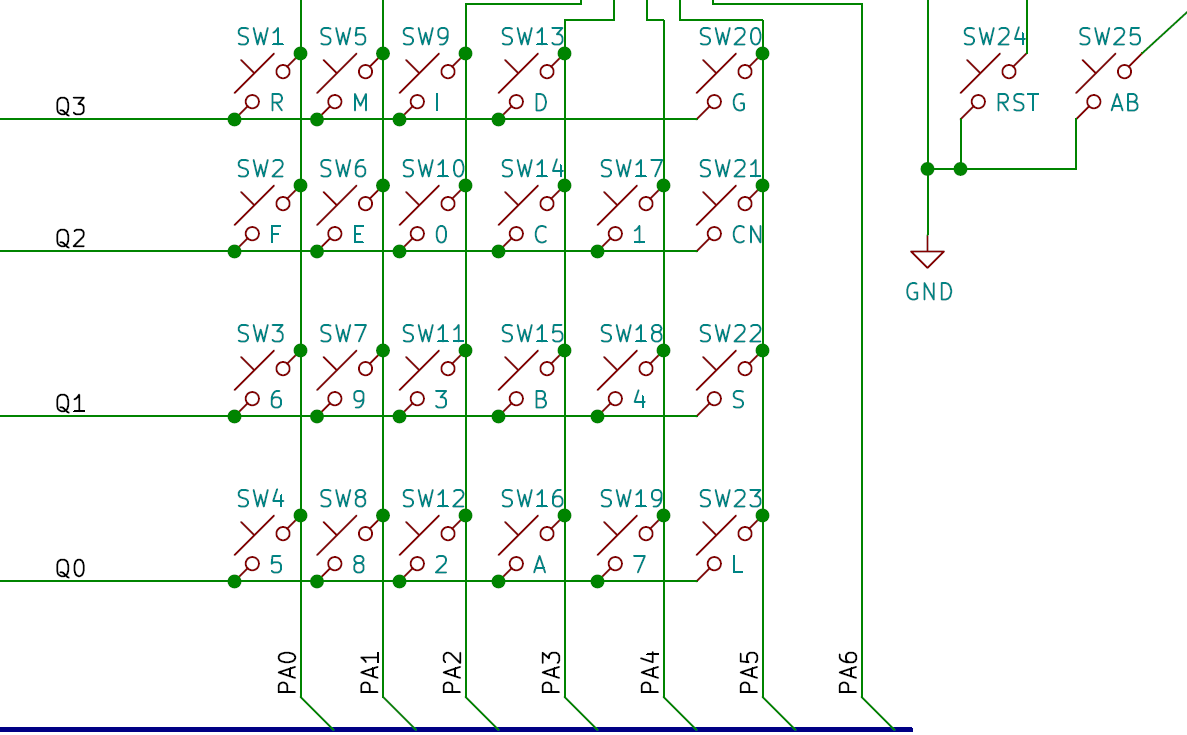 SW1 SW5 SW9 SW13 SW20 SW24 SW25
Q3 R M I D G RST AB
SW2 SW6 SW10 SW14 SW17 SW21
Q2 F E 0 C 1 CN
GND
SW3 SW7 SW11 SW15 SW18 SW22
Q1 6 9 3 B 4 S
SW4 SW8 SW12 SW16 SW19 SW23
Q0 5 8 2 A 7 L
PA0 PA1 PA2 PA3 PA4 PA5 PA6